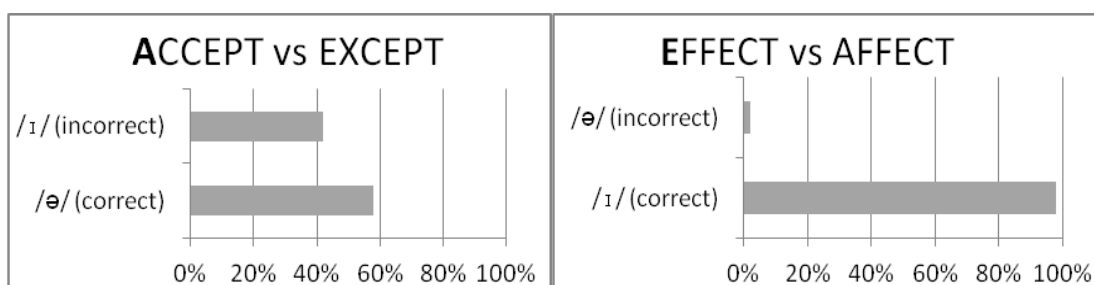 ACCEPT vs EXCEPT
/ɪ/ (incorrect)
/ə/ (correct)
0% 20% 40% 60% 80% 100%
EFFECT vs AFFECT
/ə/ (incorrect)
/ɪ/ (correct)
0% 20% 40% 60% 80% 100%